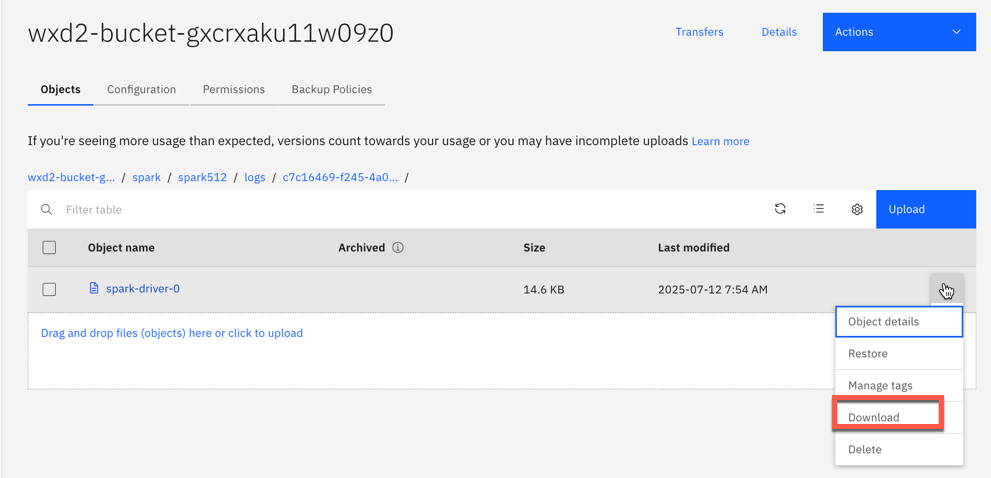 wxd2-bucket-gxcrxaku11w09z0
Transfers Details Actions
Objects Configuration Permissions Backup Policies
If you're seeing more usage than expected, versions count towards your usage or you may have incomplete uploads Learn more
wxd2-bucket-g... / spark / spark512 / logs / c7c16469-f245-4a0... /
Filter table Upload
Object name Archived Size Last modified
spark-driver-0 14.6 KB 2025-07-12 7:54 AM
Object details
Drag and drop files (objects) here or click to upload
Restore
Manage tags
Download
Delete